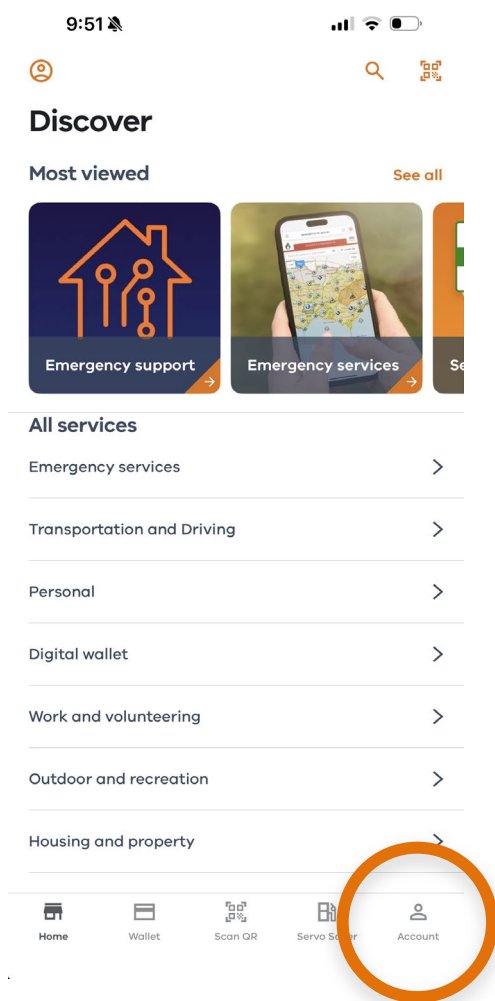 9:51
Discover
Most viewed
See all
Emergency support
Emergency services
All services
Emergency services
Transportation and Driving
Personal
Digital wallet
Work and volunteering
Outdoor and recreation
Housing and property
Home Wallet Scan QR Servo Account